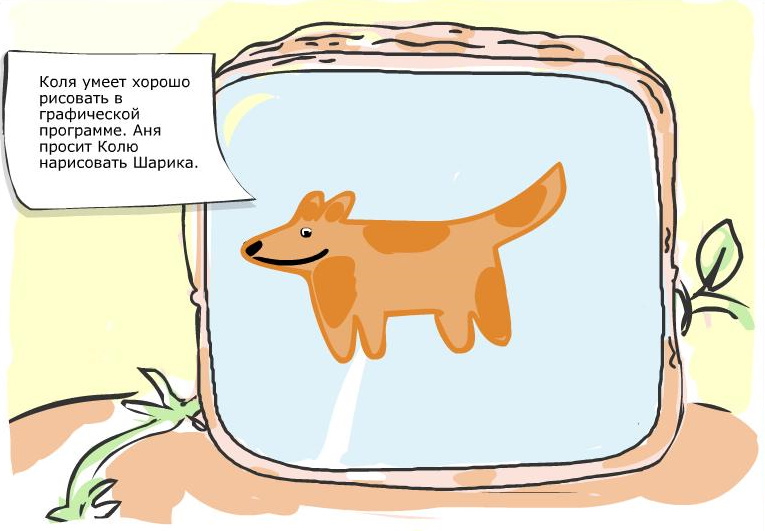 Коля умеет хорошо
рисовать в
графической
программе. Аня
просит Колю
нарисовать Шарика.